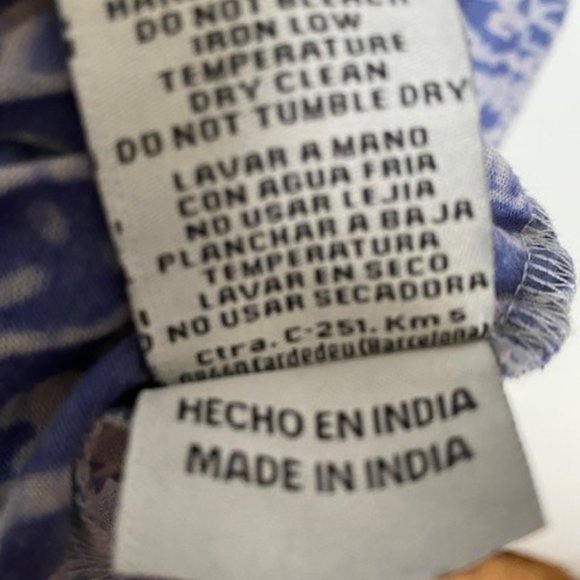 DO NOT BLEACH
IRON LOW
TEMPERATURE
DRY CLEAN
DO NOT TUMBLE DRY
LAVAR A MANO
CON AGUA FRIA
NO USAR LEJIA
PLANCHAR A BAJA
TEMPERATURA
LAVAR EN SECO
NO USAR SECADORA
Ctra. C-251. Km 5
(Barcelona)
HECHO EN INDIA
MADE IN INDIA